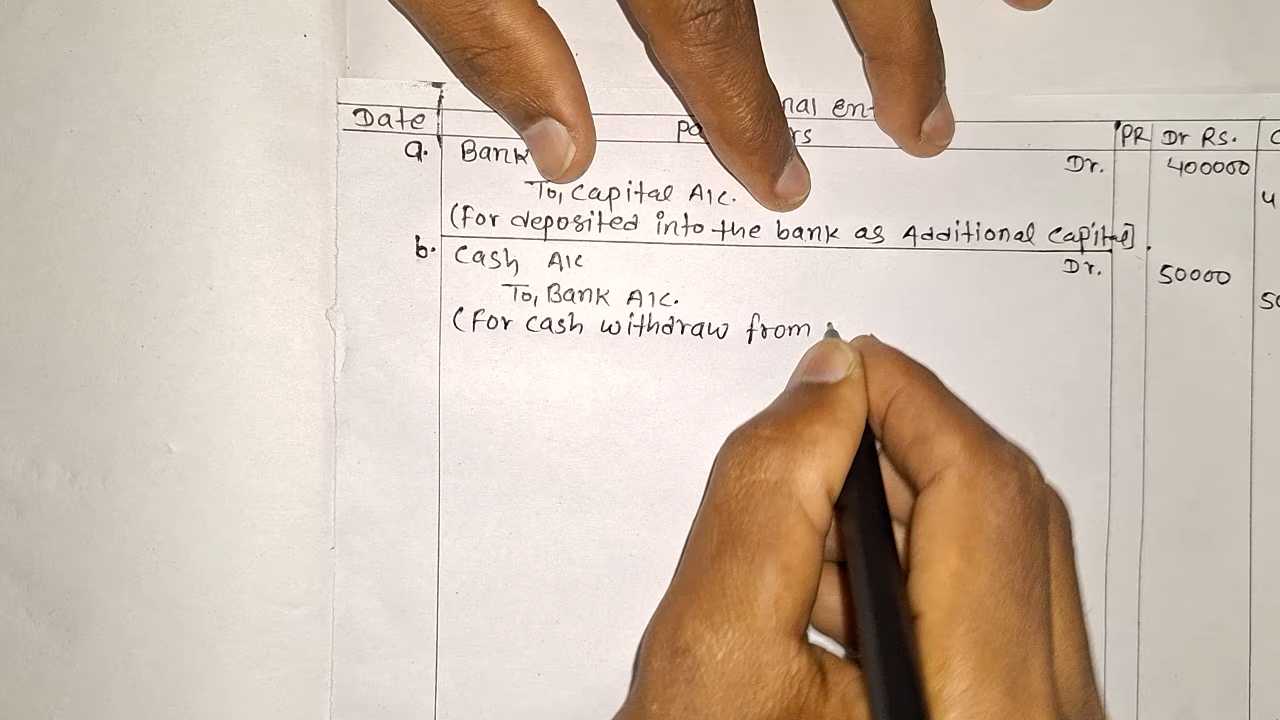 nal en
Date PR Dr Rs. C
a. Bank Dr. 400000
To, Capital A/c. 4
(For deposited into the bank as Additional Capital)
b. Cash A/c Dr. 50000
To, Bank A/c. 50
(For cash withdraw from